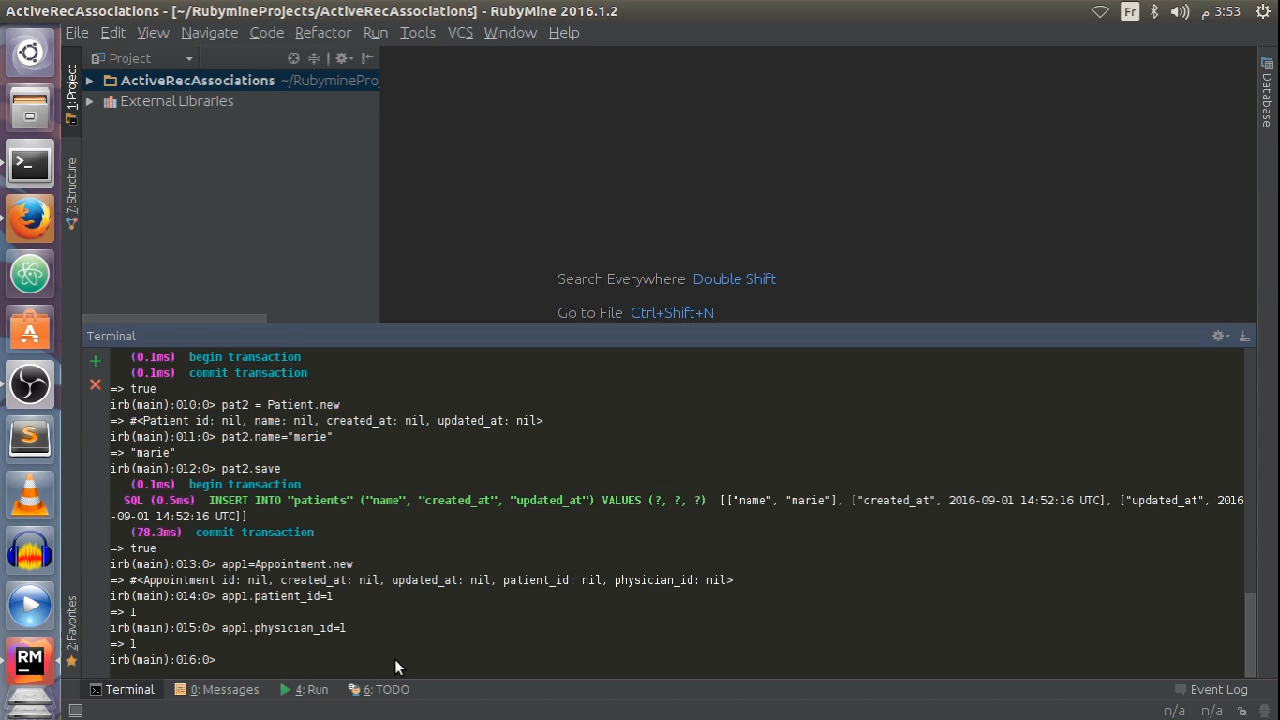 ActiveRecAssociations - [~/RubymineProjects/ActiveRecAssociations] - RubyMine 2016.1.2
Fr
3:53 م
File Edit View Navigate Code Refactor Run Tools VCS Window Help
Project
ActiveRecAssociations ~/RubyminePro
External Libraries
1: Project
7: Structure
2: Favorites
Database
Search Everywhere Double Shift
Go to File Ctrl+Shift+N
Terminal
(0.1ms) begin transaction
(0.1ms) commit transaction
=> true
irb(main):010:0> pat2 = Patient.new
=> #<Patient id: nil, name: nil, created_at: nil, updated_at: nil>
irb(main):011:0> pat2.name="marie"
=> "marie"
irb(main):012:0> pat2.save
(0.1ms) begin transaction
SQL (0.5ms) INSERT INTO "patients" ("name", "created_at", "updated_at") VALUES (?, ?, ?) [["name", "marie"], ["created_at", 2016-09-01 14:52:16 UTC], ["updated_at", 2016
-09-01 14:52:16 UTC]]
(78.3ms) commit transaction
=> true
irb(main):013:0> app1=Appointment.new
=> #<Appointment id: nil, created_at: nil, updated_at: nil, patient_id: nil, physician_id: nil>
irb(main):014:0> app1.patient_id=1
=> 1
irb(main):015:0> app1.physician_id=1
=> 1
irb(main):016:0>
Terminal 0: Messages 4: Run 6: TODO Event Log
n/a n/a
RM